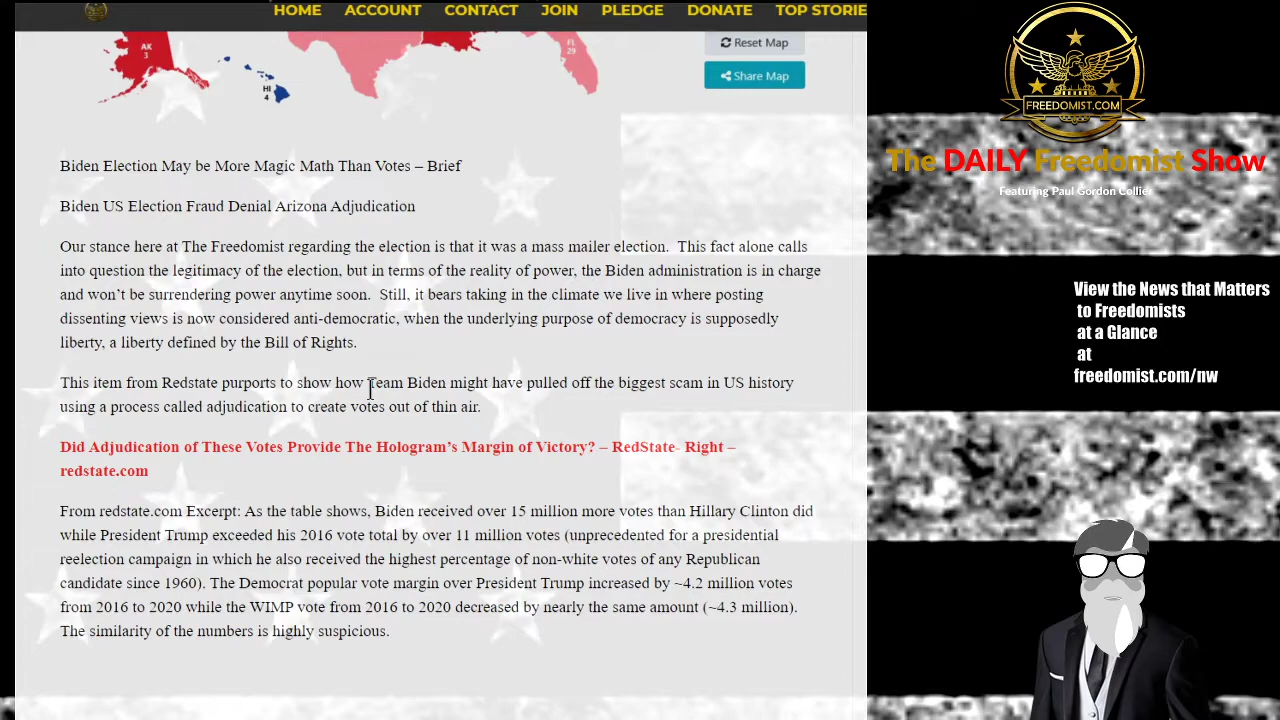 HOME ACCOUNT CONTACT JOIN PLEDGE DONATE TOP STORIE
AK
3
HI
4
FL
29
Reset Map
Share Map
Biden Election May be More Magic Math Than Votes – Brief
Biden US Election Fraud Denial Arizona Adjudication
Our stance here at The Freedomist regarding the election is that it was a mass mailer election. This fact alone calls
into question the legitimacy of the election, but in terms of the reality of power, the Biden administration is in charge
and won’t be surrendering power anytime soon. Still, it bears taking in the climate we live in where posting
dissenting views is now considered anti-democratic, when the underlying purpose of democracy is supposedly
liberty, a liberty defined by the Bill of Rights.
This item from Redstate purports to show how Team Biden might have pulled off the biggest scam in US history
using a process called adjudication to create votes out of thin air.
Did Adjudication of These Votes Provide The Hologram’s Margin of Victory? – RedState- Right –
redstate.com
From redstate.com Excerpt: As the table shows, Biden received over 15 million more votes than Hillary Clinton did
while President Trump exceeded his 2016 vote total by over 11 million votes (unprecedented for a presidential
reelection campaign in which he also received the highest percentage of non-white votes of any Republican
candidate since 1960). The Democrat popular vote margin over President Trump increased by ~4.2 million votes
from 2016 to 2020 while the WIMP vote from 2016 to 2020 decreased by nearly the same amount (~4.3 million).
The similarity of the numbers is highly suspicious.
FREEDOMIST.COM
The DAILY Freedomist Show
Featuring Paul Gordon Collier
View the News that Matters
to Freedomists
at a Glance
at
freedomist.com/nw